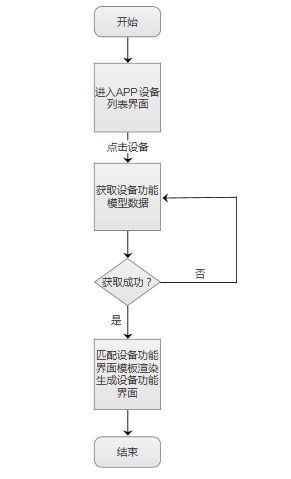 开始
进入APP设备
列表界面
点击设备
获取设备功能
模型数据
获取成功？
否
是
匹配设备功能
界面模板渲染
生成设备功能
界面
结束